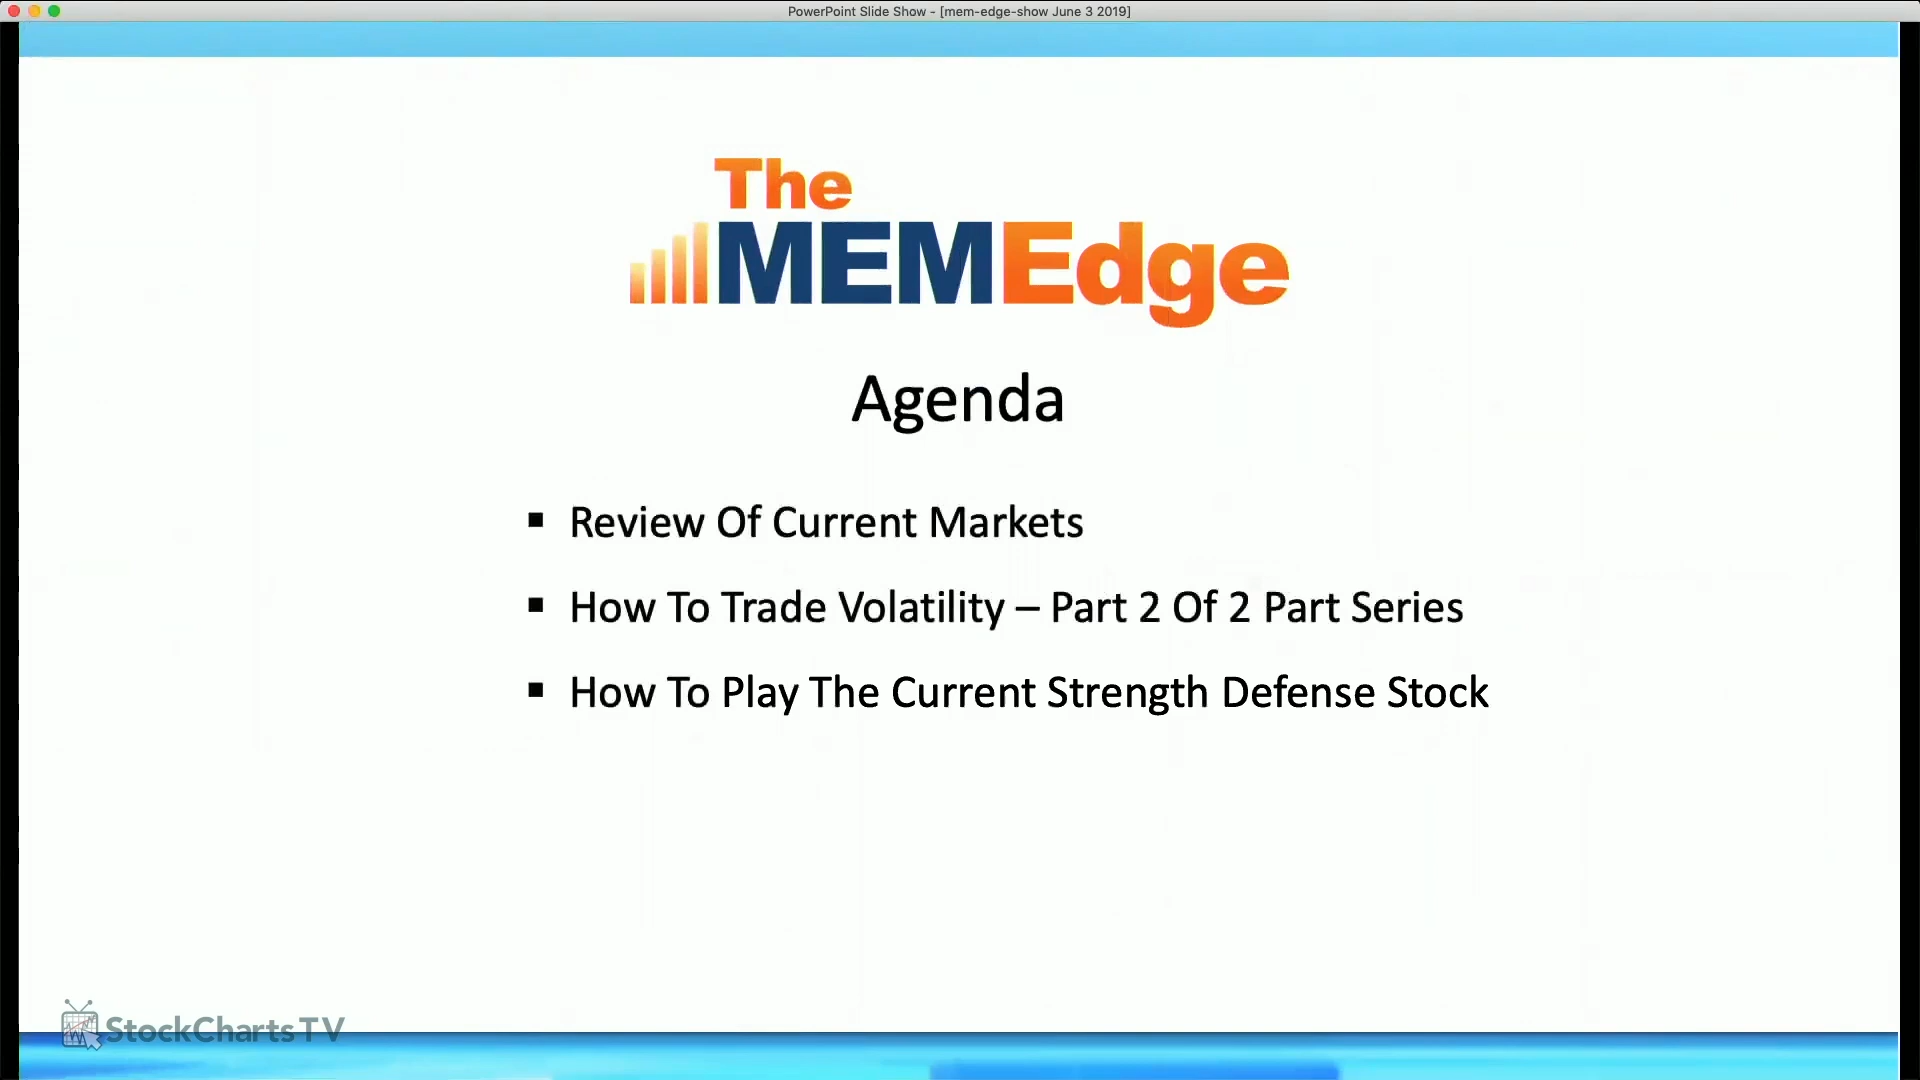 PowerPoint Slide Show - [mem-edge-show June 3 2019]
The
MEMEdge
Agenda
▪ Review Of Current Markets
▪ How To Trade Volatility – Part 2 Of 2 Part Series
▪ How To Play The Current Strength Defense Stock
StockChartsTV